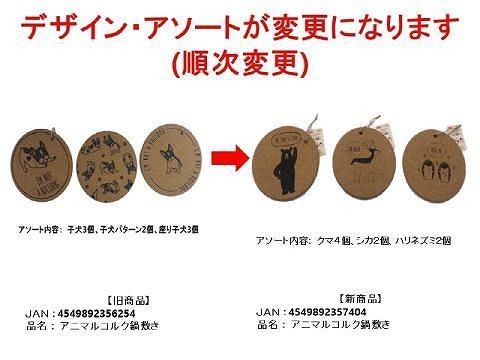 デザイン・アソートが変更になります
(順次変更)
I'M NOT
A BULLDOG
I'M NOT A BULLDOG
アソート内容: 子犬3個、子犬パターン2個、座り子犬3個
アソート内容: クマ４個、シカ２個、ハリネズミ２個
【旧商品】
JAN：4549892356254
品名： アニマルコルク鍋敷き
【新商品】
JAN：4549892357404
品名： アニマルコルク鍋敷き